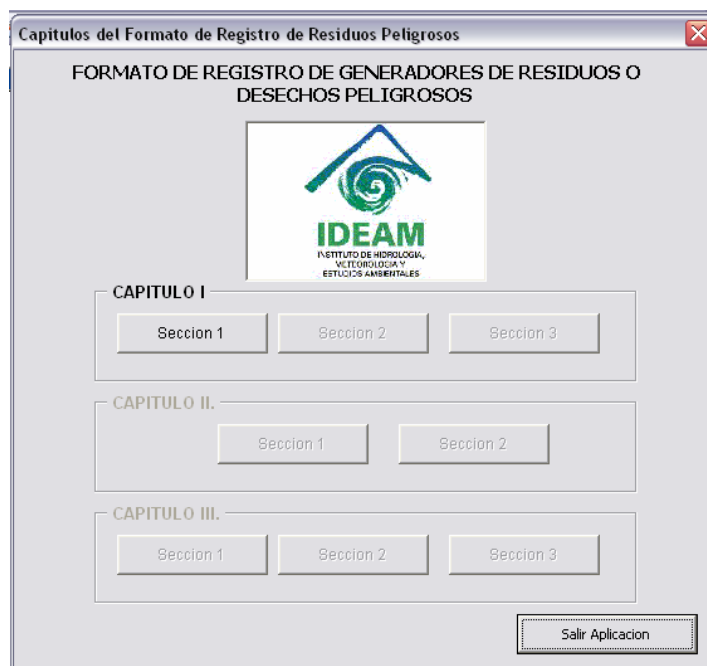 Capitulos del Formato de Registro de Residuos Peligrosos
FORMATO DE REGISTRO DE GENERADORES DE RESIDUOS O
DESECHOS PELIGROSOS
IDEAM
INSTITUTO DE HIDROLOGIA,
METEOROLOGIA Y
ESTUDIOS AMBIENTALES
CAPITULO I
Seccion 1 Seccion 2 Seccion 3
CAPITULO II.
Seccion 1 Seccion 2
CAPITULO III.
Seccion 1 Seccion 2 Seccion 3
Salir Aplicacion